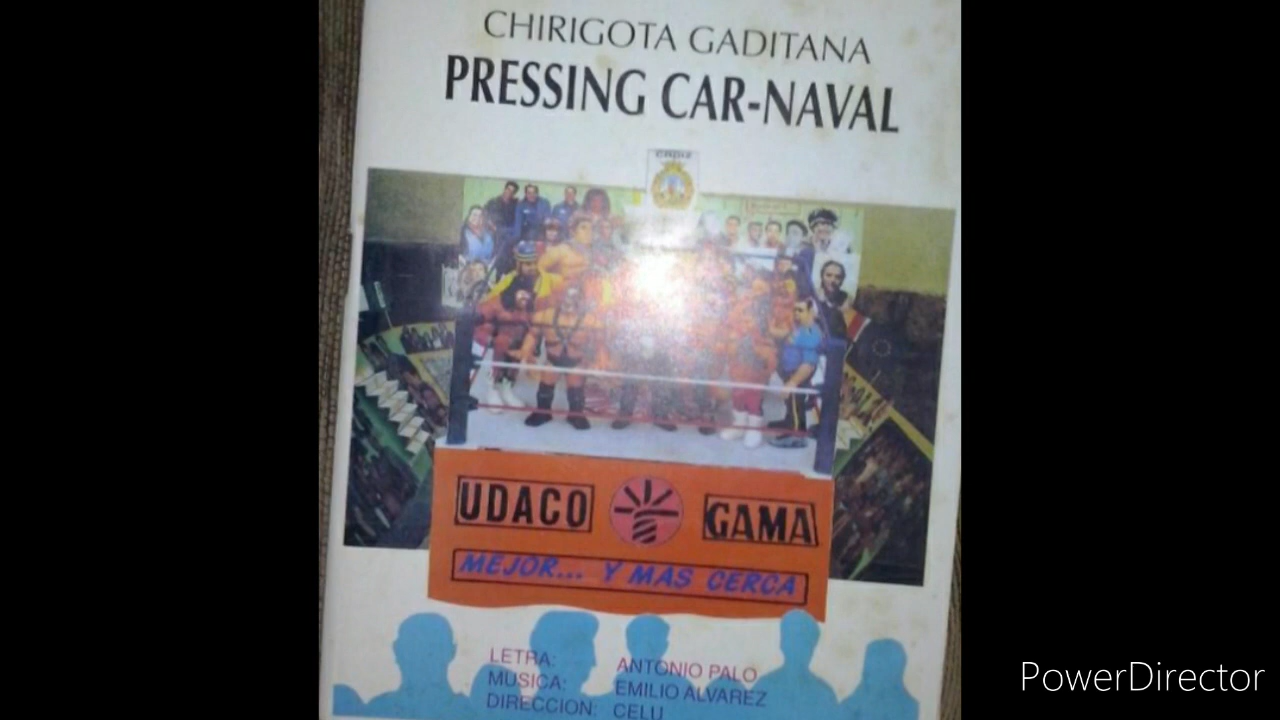 CHIRIGOTA GADITANA
PRESSING CAR-NAVAL
CADIZ
UDACO GAMA
MEJOR... Y MAS CERCA
LETRA: ANTONIO PALO
MUSICA: EMILIO ALVAREZ
DIRECCION: CELU
PowerDirector